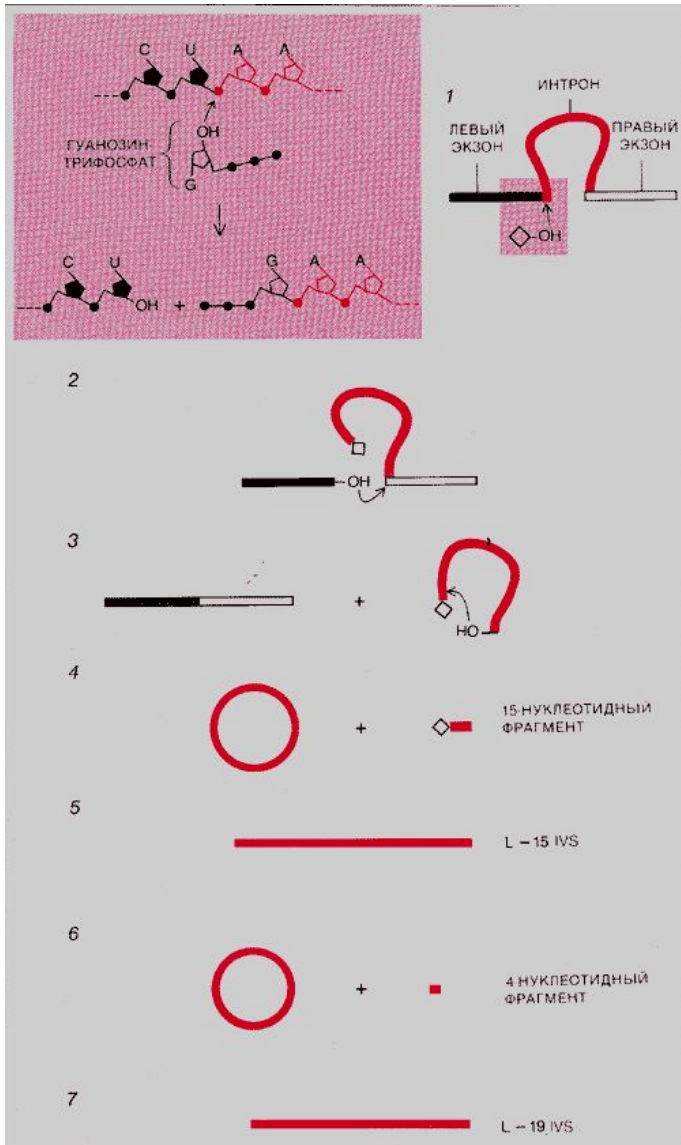 C U A A
ГУАНОЗИН
ТРИФОСФАТ
OH
G
C U G A A
OH + 
1
ИНТРОН
ЛЕВЫЙ
ЭКЗОН
ПРАВЫЙ
ЭКЗОН
OH
2
OH
3
+
HO
4
+
15-НУКЛЕОТИДНЫЙ
ФРАГМЕНТ
5
L – 15 IVS
6
+
4-НУКЛЕОТИДНЫЙ
ФРАГМЕНТ
7
L – 19 IVS